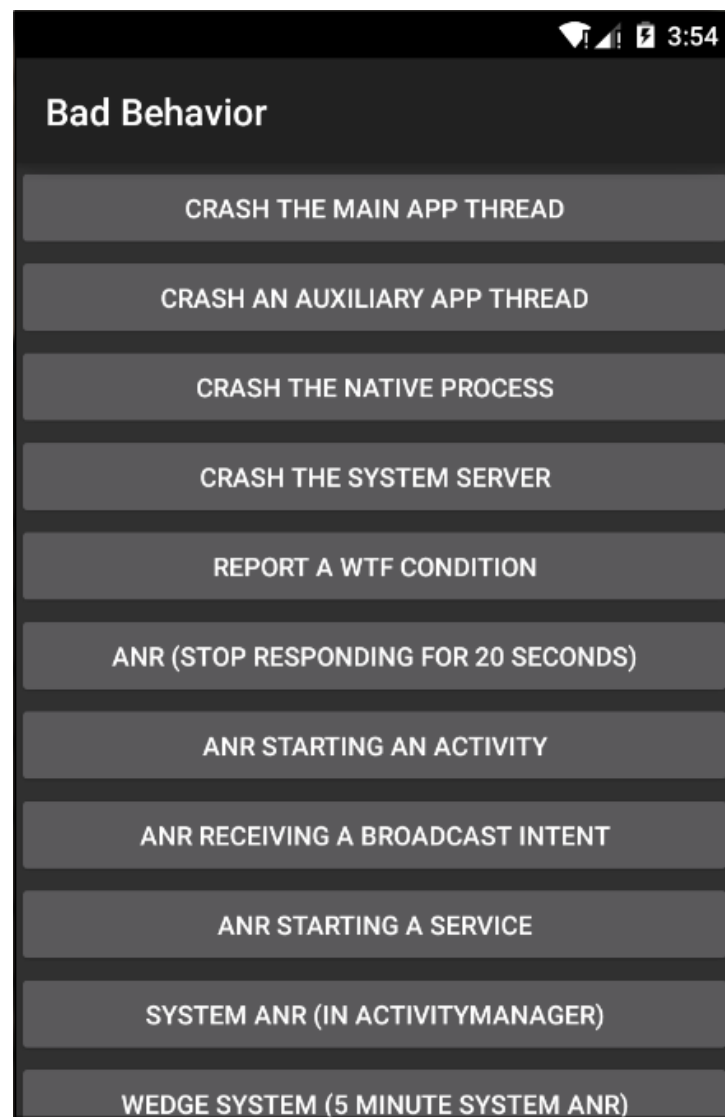 3:54
Bad Behavior
CRASH THE MAIN APP THREAD
CRASH AN AUXILIARY APP THREAD
CRASH THE NATIVE PROCESS
CRASH THE SYSTEM SERVER
REPORT A WTF CONDITION
ANR (STOP RESPONDING FOR 20 SECONDS)
ANR STARTING AN ACTIVITY
ANR RECEIVING A BROADCAST INTENT
ANR STARTING A SERVICE
SYSTEM ANR (IN ACTIVITYMANAGER)
WEDGE SYSTEM (5 MINUTE SYSTEM ANR)